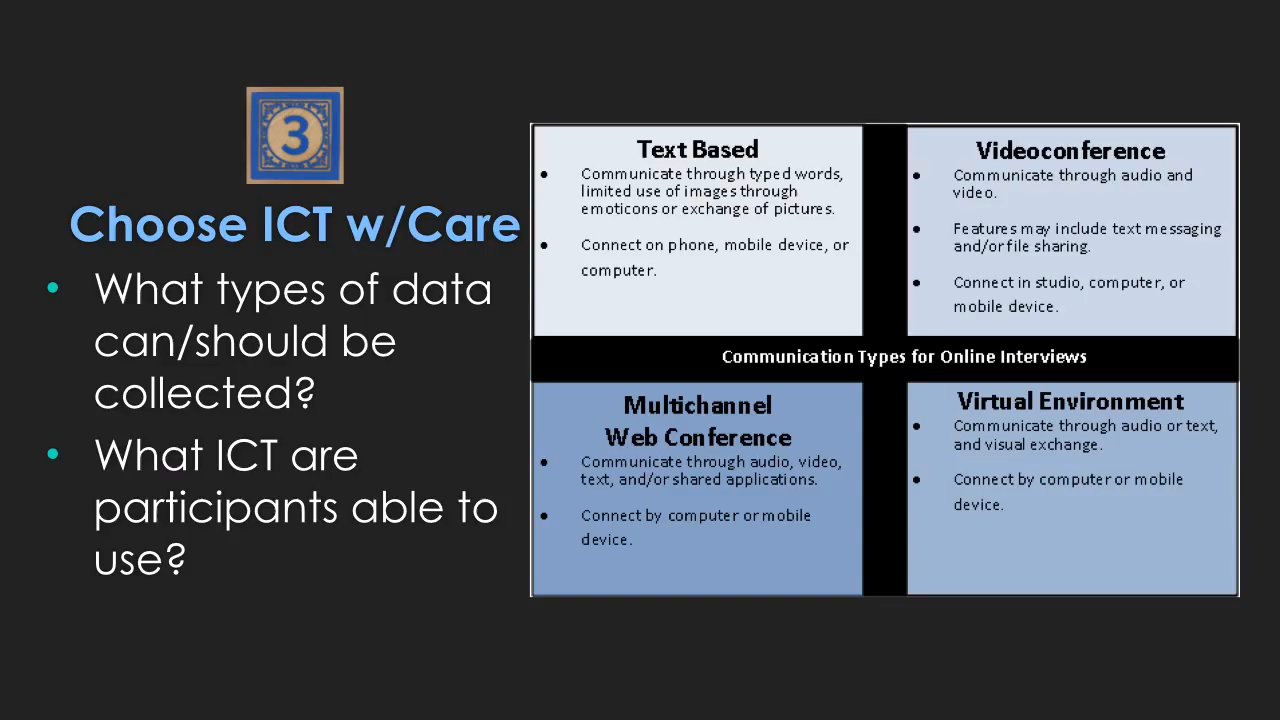 3
Choose ICT w/Care
• What types of data
can/should be
collected?
• What ICT are
participants able to
use?
Text Based
• Communicate through typed words,
limited use of images through
emoticons or exchange of pictures.
• Connect on phone, mobile device, or
computer.
Videoconference
• Communicate through audio and
video.
• Features may include text messaging
and/or file sharing.
• Connect in studio, computer, or
mobile device.
Communication Types for Online Interviews
Multichannel
Web Conference
• Communicate through audio, video,
text, and/or shared applications.
• Connect by computer or mobile
device.
Virtual Environment
• Communicate through audio or text,
and visual exchange.
• Connect by computer or mobile
device.